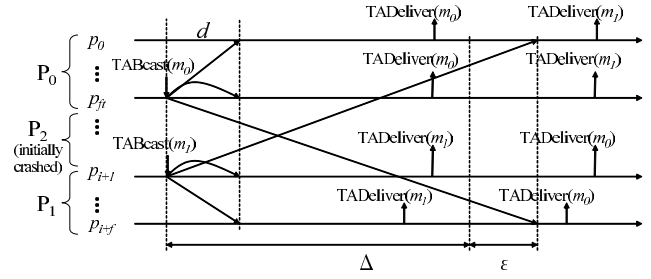 d
TADeliver(m0)
TADeliver(m1)
p0
P0
TABcast(m0)
TADeliver(m0)
TADeliver(m1)
pft
P2
(initially
crashed)
TABcast(m1)
TADeliver(m1)
TADeliver(m0)
pi+1
P1
TADeliver(m1)
TADeliver(m0)
pi+f
Δ
ε